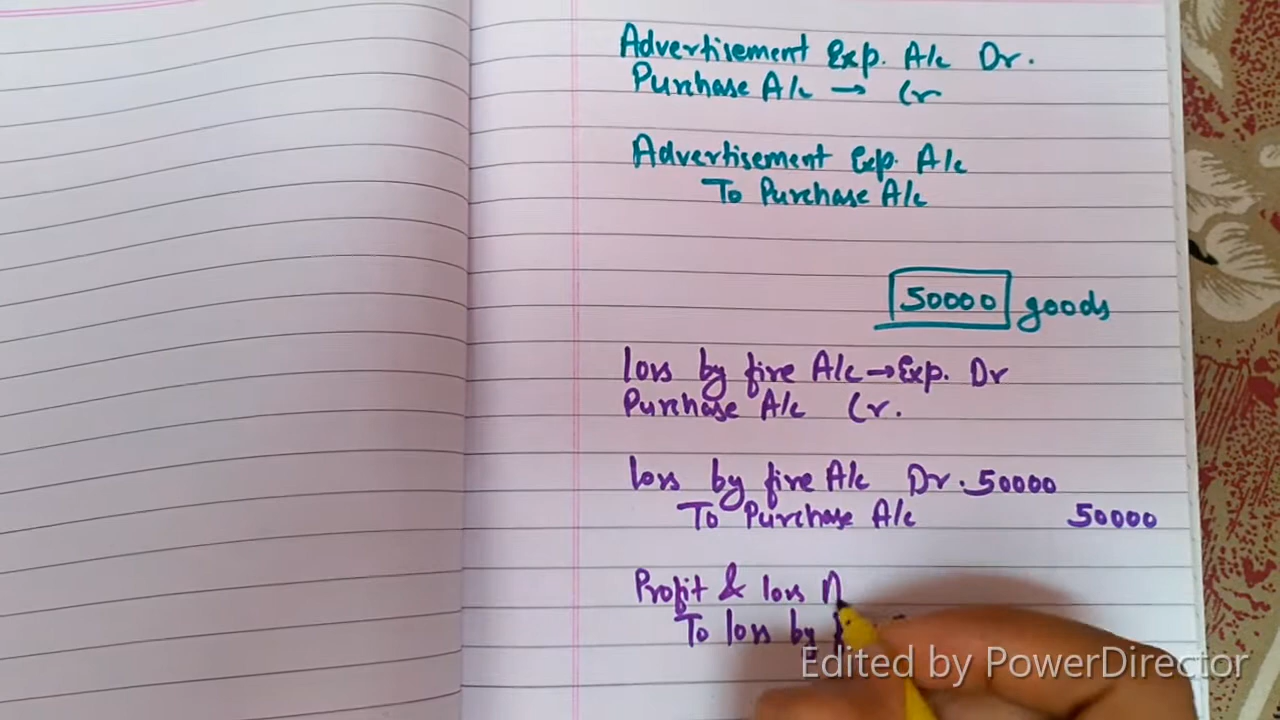 Advertisement Exp. A/c Dr.
Purchase A/c → Cr
Advertisement Exp. A/c
To Purchase A/c
50000 goods
loss by fire A/c → Exp. Dr
Purchase A/c Cr.
loss by fire A/c Dr. 50000
To Purchase A/c 50000
Profit & loss
To loss by
Edited by PowerDirector